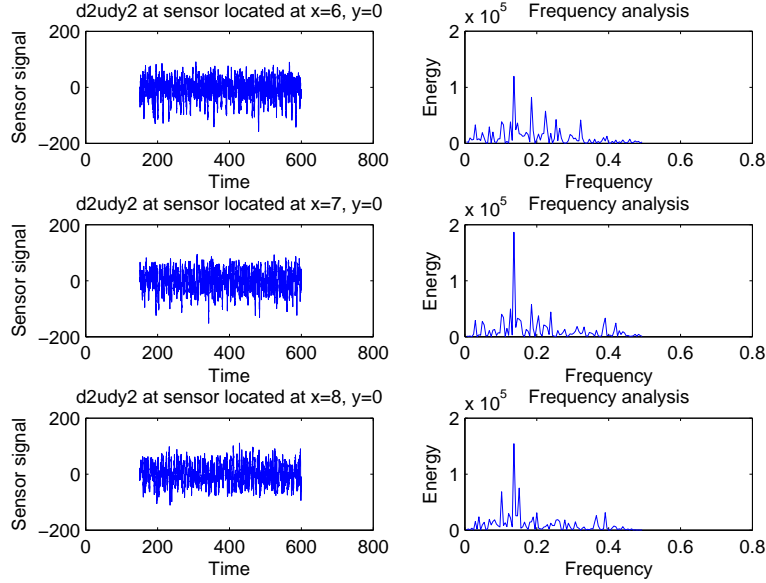 d2udy2 at sensor located at x=6, y=0
Sensor signal
200
0
−200
0
200
400
600
800
Time
Frequency analysis
x 10^5
Energy
2
1
0
0
0.2
0.4
0.6
0.8
Frequency
d2udy2 at sensor located at x=7, y=0
Sensor signal
200
0
−200
0
200
400
600
800
Time
Frequency analysis
x 10^5
Energy
2
1
0
0
0.2
0.4
0.6
0.8
Frequency
d2udy2 at sensor located at x=8, y=0
Sensor signal
200
0
−200
0
200
400
600
800
Time
Frequency analysis
x 10^5
Energy
2
1
0
0
0.2
0.4
0.6
0.8
Frequency